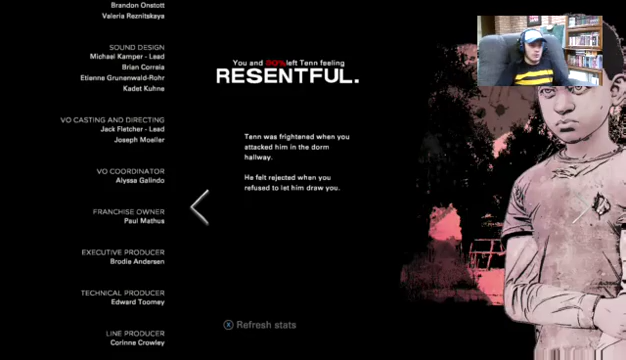 Brandon Onstott
Valeria Reznitskaya
SOUND DESIGN
Michael Kamper - Lead
Brian Correia
Etienne Grunenwald-Rohr
Kadet Kuhne
VO CASTING AND DIRECTING
Jack Fletcher - Lead
Joseph Moeller
VO COORDINATOR
Alyssa Galindo
FRANCHISE OWNER
Paul Mathus
EXECUTIVE PRODUCER
Brodie Andersen
TECHNICAL PRODUCER
Edward Toomey
LINE PRODUCER
Corinne Crowley
You and left Tenn feeling
RESENTFUL.
Tenn was frightened when you
attacked him in the dorm
hallway.
He felt rejected when you
refused to let him draw you.
X Refresh stats